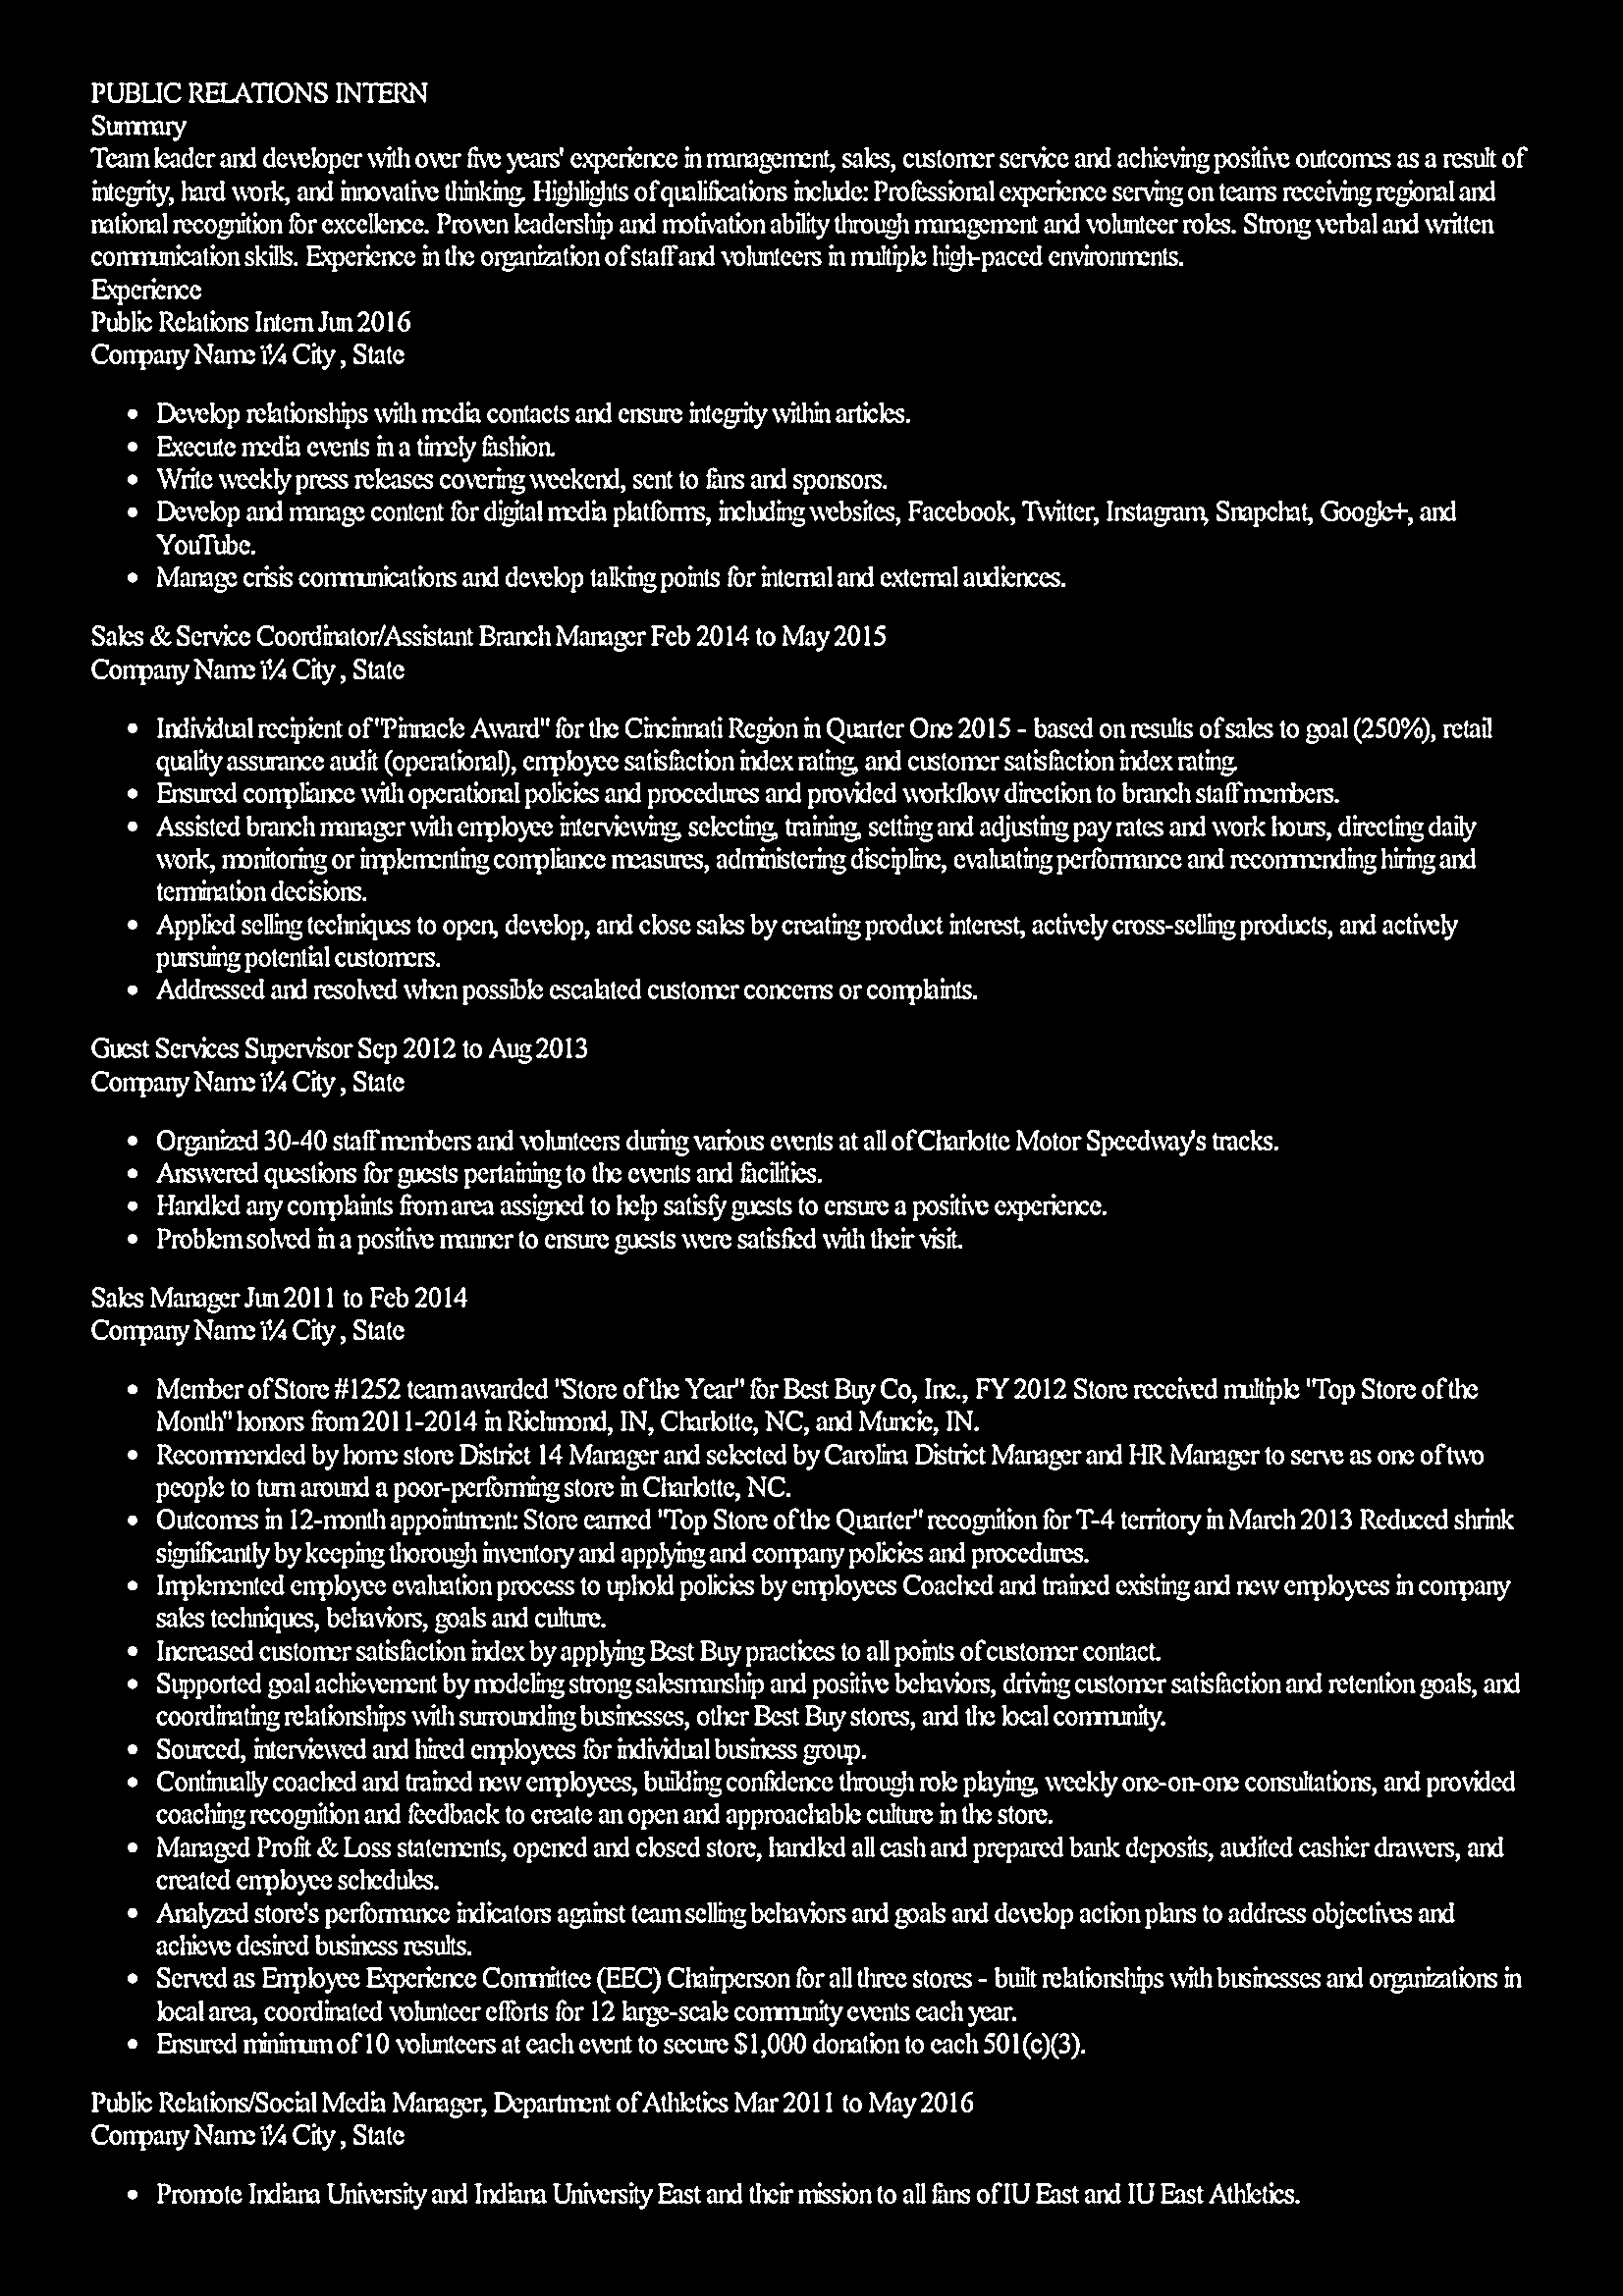 PUBLIC RELATIONS INTERN
Summary
Team leader and developer with over five years' experience in management, sales, customer service and achieving positive outcomes as a result of
integrity, hard work, and innovative thinking. Highlights of qualifications include: Professional experience serving on teams receiving regional and
national recognition for excellence. Proven leadership and motivation ability through management and volunteer roles. Strong verbal and written
communication skills. Experience in the organization of staff and volunteers in multiple high-paced environments.
Experience
Public Relations Intern Jun 2016
Company Name ï¼ City , State
• Develop relationships with media contacts and ensure integrity within articles.
• Execute media events in a timely fashion.
• Write weekly press releases covering weekend, sent to fans and sponsors.
• Develop and manage content for digital media platforms, including websites, Facebook, Twitter, Instagram, Snapchat, Google+, and
YouTube.
• Manage crisis communications and develop talking points for internal and external audiences.
Sales & Service Coordinator/Assistant Branch Manager Feb 2014 to May 2015
Company Name ï¼ City , State
• Individual recipient of "Pinnacle Award" for the Cincinnati Region in Quarter One 2015 - based on results of sales to goal (250%), retail
quality assurance audit (operational), employee satisfaction index rating, and customer satisfaction index rating.
• Ensured compliance with operational policies and procedures and provided workflow direction to branch staff members.
• Assisted branch manager with employee interviewing, selecting, training, setting and adjusting pay rates and work hours, directing daily
work, monitoring or implementing compliance measures, administering discipline, evaluating performance and recommending hiring and
termination decisions.
• Applied selling techniques to open, develop, and close sales by creating product interest, actively cross-selling products, and actively
pursuing potential customers.
• Addressed and resolved when possible escalated customer concerns or complaints.
Guest Services Supervisor Sep 2012 to Aug 2013
Company Name ï¼ City , State
• Organized 30-40 staff members and volunteers during various events at all of Charlotte Motor Speedway's tracks.
• Answered questions for guests pertaining to the events and facilities.
• Handled any complaints from area assigned to help satisfy guests to ensure a positive experience.
• Problem solved in a positive manner to ensure guests were satisfied with their visit.
Sales Manager Jun 2011 to Feb 2014
Company Name ï¼ City , State
• Member of Store #1252 team awarded "Store of the Year" for Best Buy Co, Inc., FY 2012 Store received multiple "Top Store of the
Month" honors from 2011-2014 in Richmond, IN, Charlotte, NC, and Muncie, IN.
• Recommended by home store District 14 Manager and selected by Carolina District Manager and HR Manager to serve as one of two
people to turn around a poor-performing store in Charlotte, NC.
• Outcomes in 12-month appointment: Store earned "Top Store of the Quarter" recognition for T-4 territory in March 2013 Reduced shrink
significantly by keeping thorough inventory and applying and company policies and procedures.
• Implemented employee evaluation process to uphold policies by employees Coached and trained existing and new employees in company
sales techniques, behaviors, goals and culture.
• Increased customer satisfaction index by applying Best Buy practices to all points of customer contact.
• Supported goal achievement by modeling strong salesmanship and positive behaviors, driving customer satisfaction and retention goals, and
coordinating relationships with surrounding businesses, other Best Buy stores, and the local community.
• Sourced, interviewed and hired employees for individual business group.
• Continually coached and trained new employees, building confidence through role playing, weekly one-on-one consultations, and provided
coaching recognition and feedback to create an open and approachable culture in the store.
• Managed Profit & Loss statements, opened and closed store, handled all cash and prepared bank deposits, audited cashier drawers, and
created employee schedules.
• Analyzed store's performance indicators against team selling behaviors and goals and develop action plans to address objectives and
achieve desired business results.
• Served as Employee Experience Committee (EEC) Chairperson for all three stores - built relationships with businesses and organizations in
local area, coordinated volunteer efforts for 12 large-scale community events each year.
• Ensured minimum of 10 volunteers at each event to secure $1,000 donation to each 501(c)(3).
Public Relations/Social Media Manager, Department of Athletics Mar 2011 to May 2016
Company Name ï¼ City , State
• Promote Indiana University and Indiana University East and their mission to all fans of IU East and IU East Athletics.